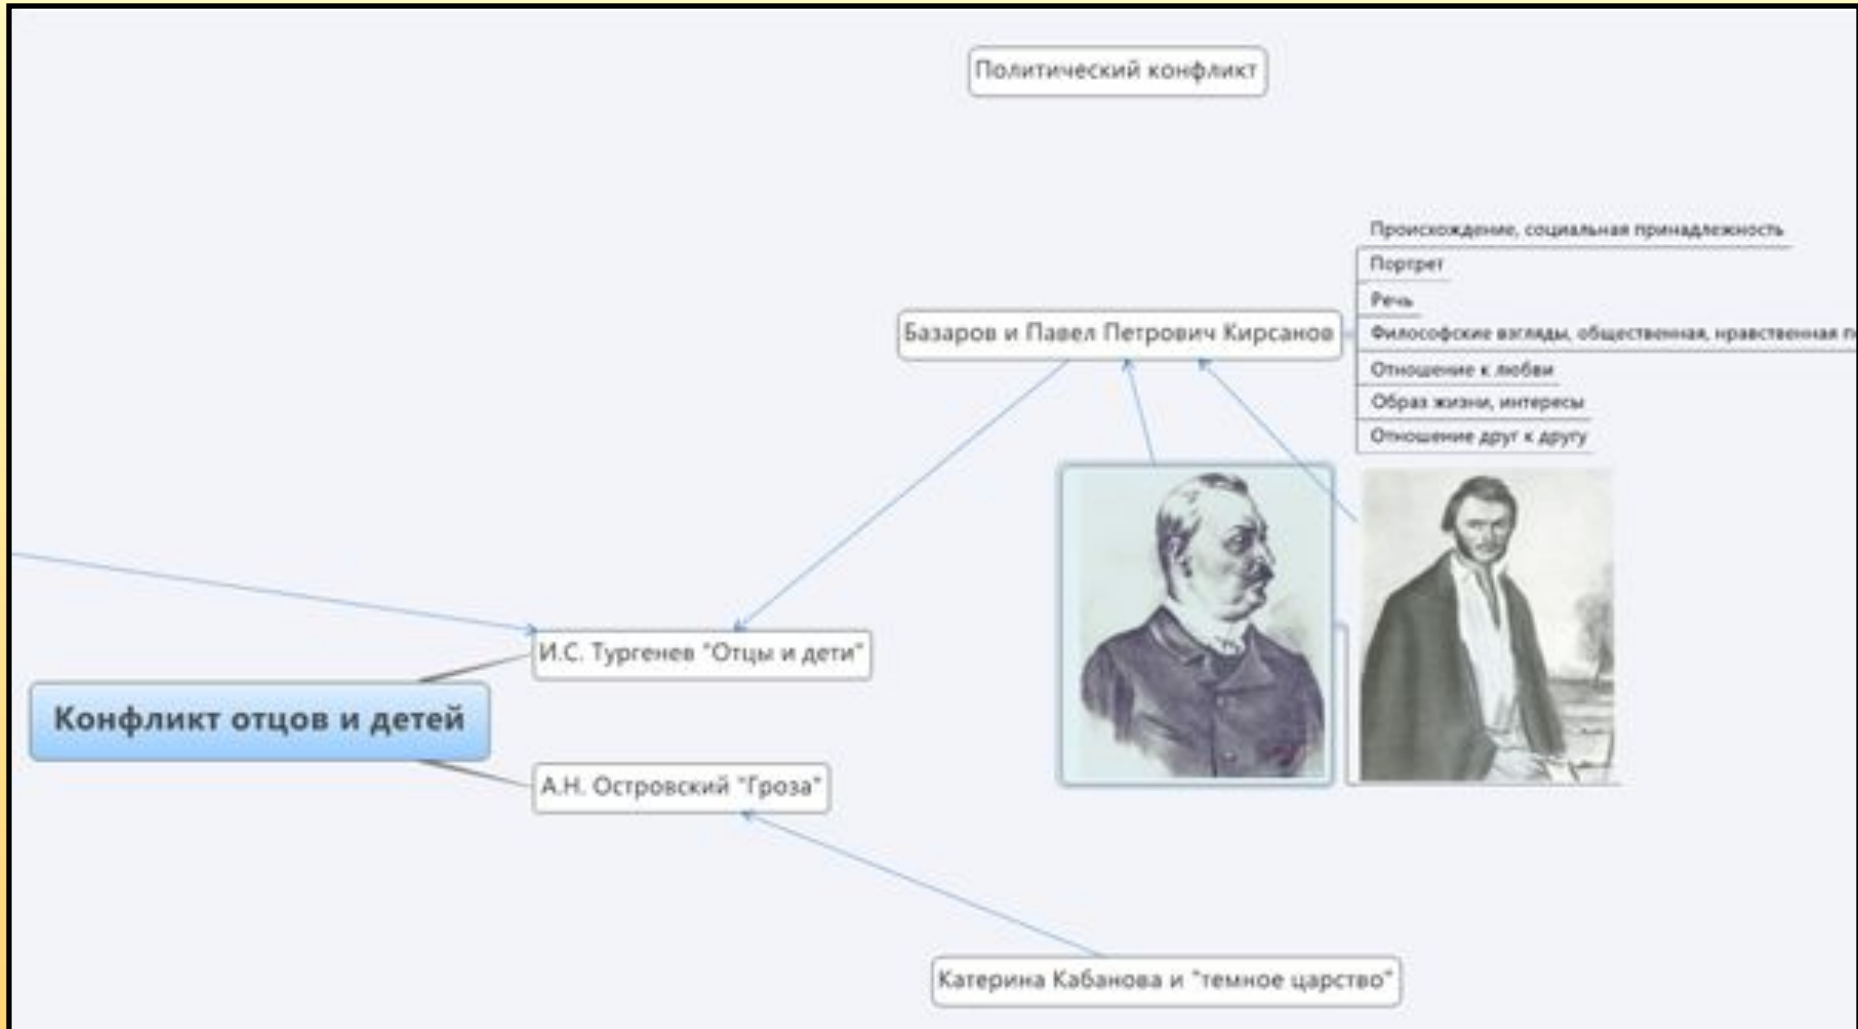 Политический конфликт
Происхождение, социальная принадлежность
Портрет
Речь
Базаров и Павел Петрович Кирсанов
Философские взгляды, общественная, нравственная
Отношение к любви
Образ жизни, интересы
Отношение друг к другу
И.С. Тургенев "Отцы и дети"
Конфликт отцов и детей
А.Н. Островский "Гроза"
Катерина Кабанова и "темное царство"